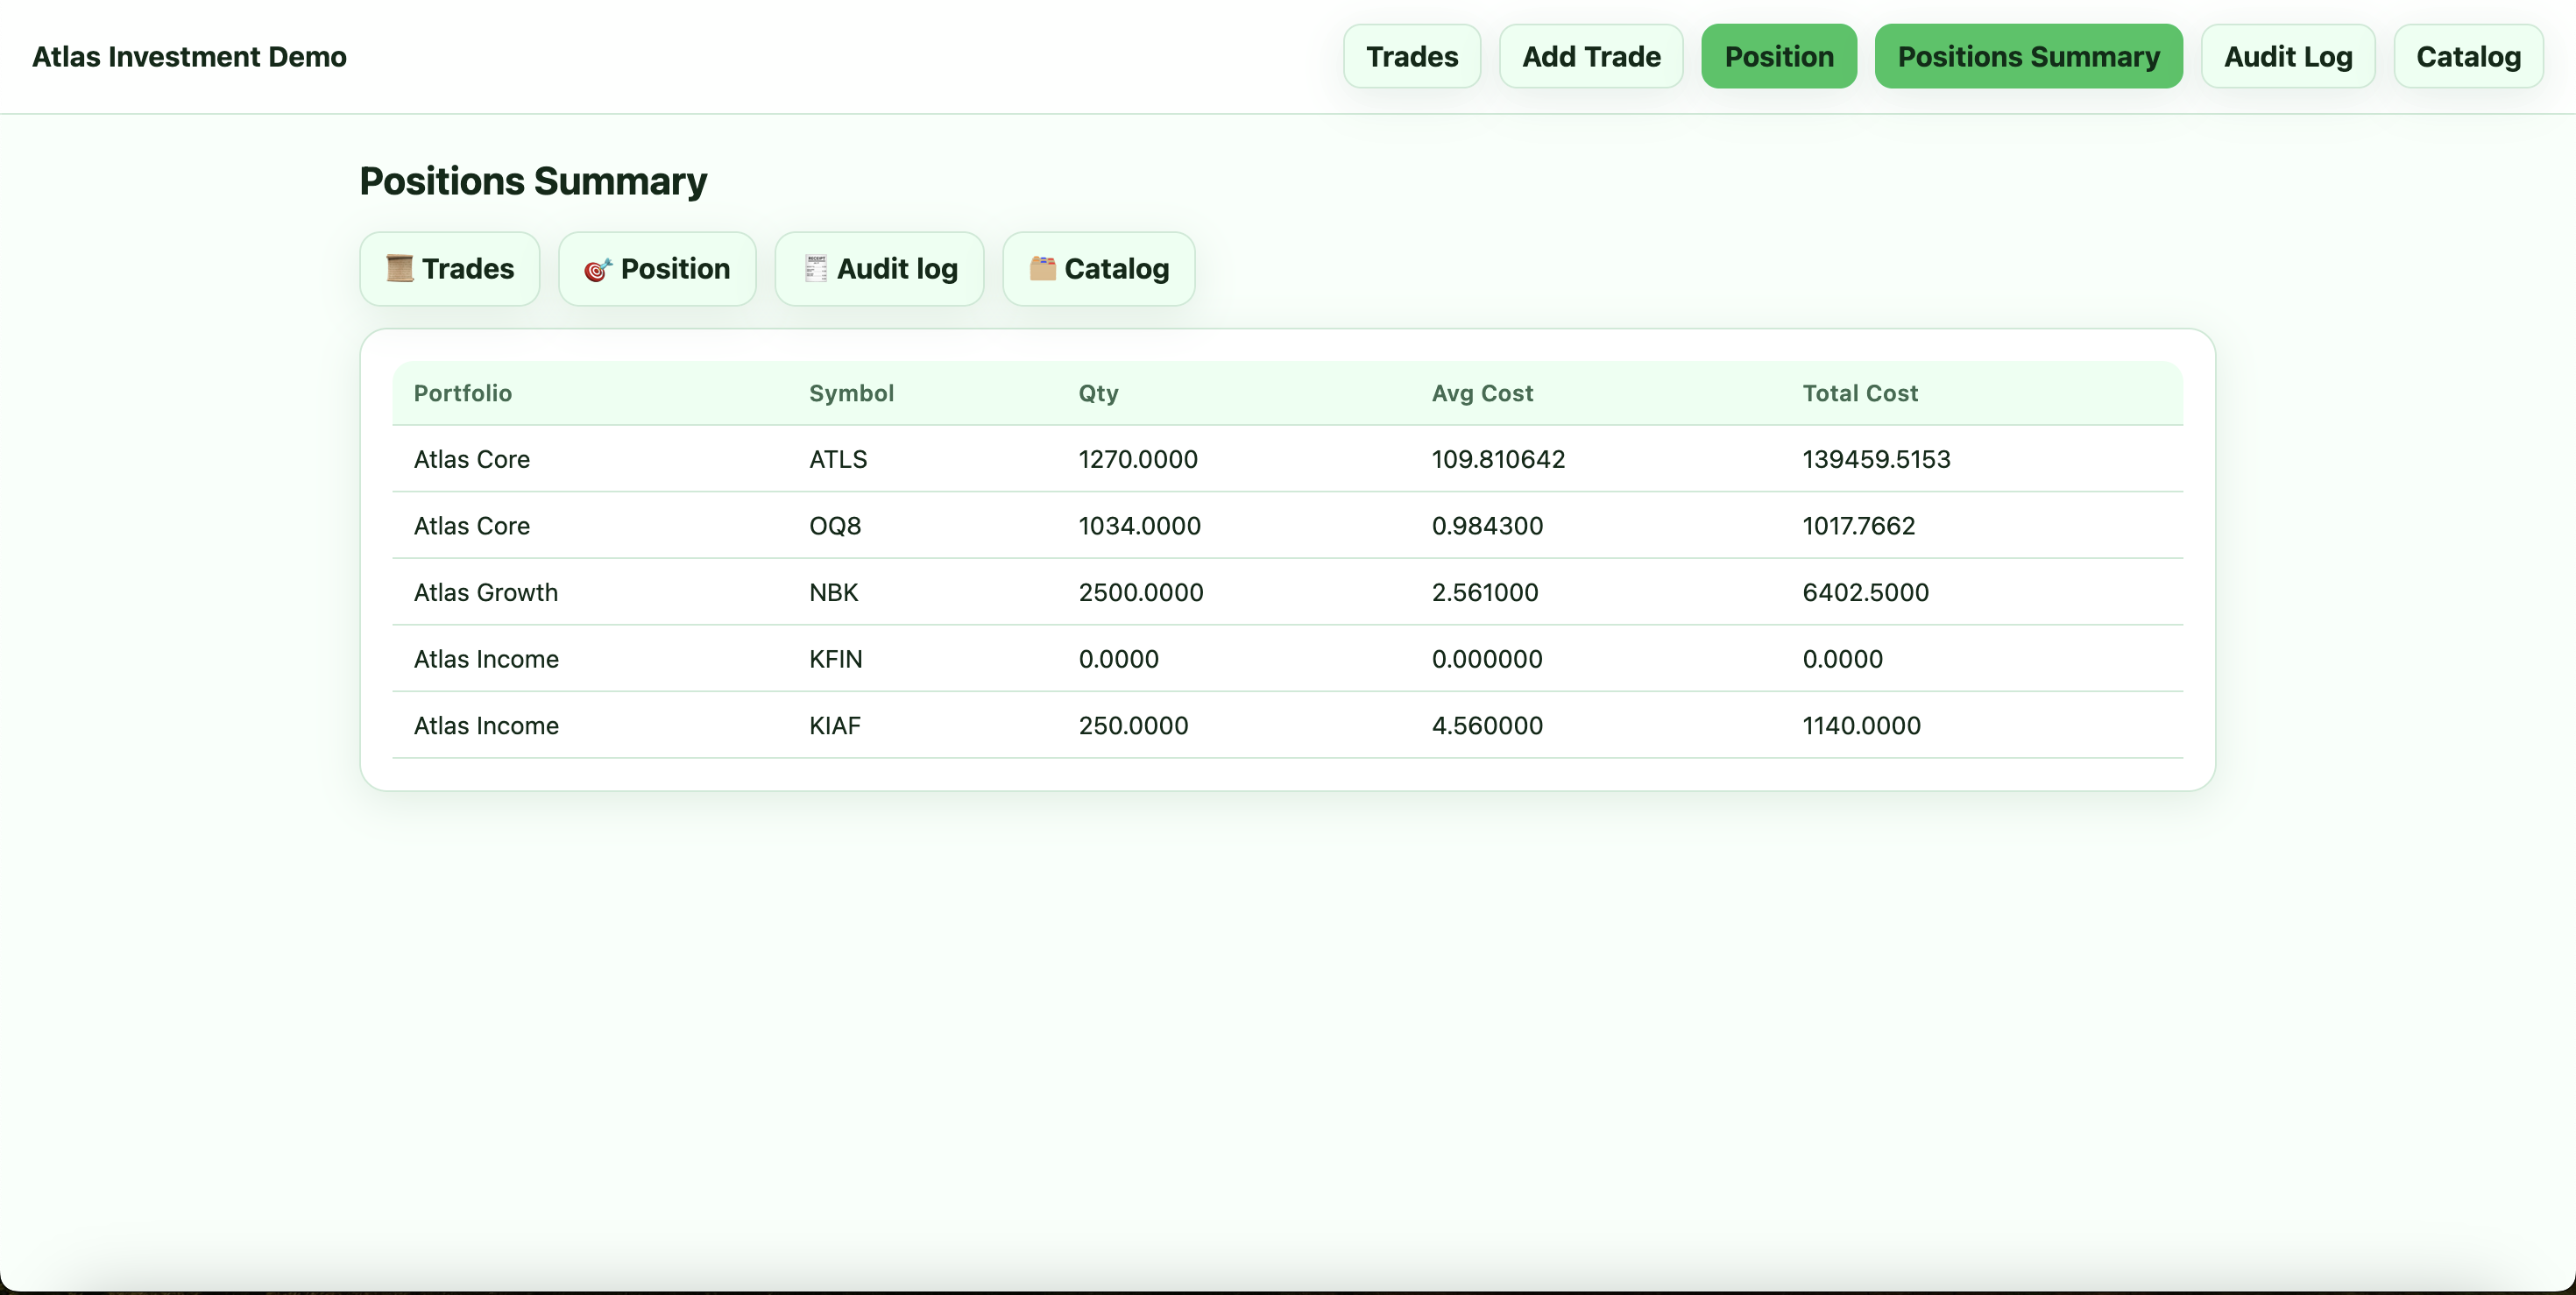 Atlas Investment Demo
Trades Add Trade Position Positions Summary Audit Log Catalog
Positions Summary
Trades Position Audit log Catalog
Portfolio Symbol Qty Avg Cost Total Cost
Atlas Core ATLS 1270.0000 109.810642 139459.5153
Atlas Core OQ8 1034.0000 0.984300 1017.7662
Atlas Growth NBK 2500.0000 2.561000 6402.5000
Atlas Income KFIN 0.0000 0.000000 0.0000
Atlas Income KIAF 250.0000 4.560000 1140.0000